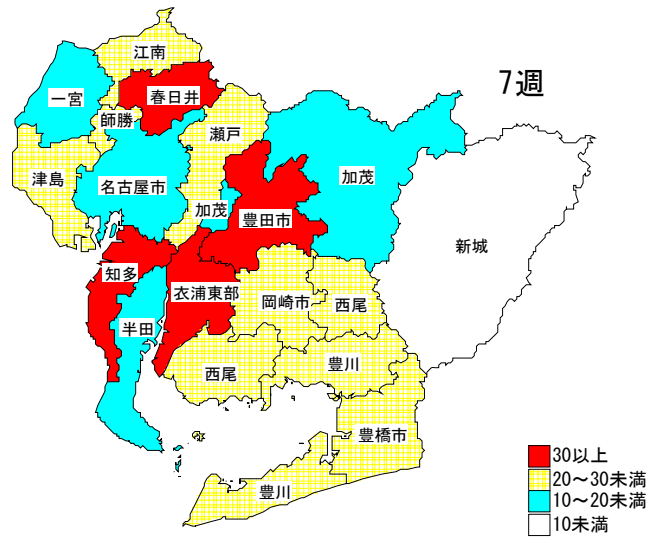 江南
7週
一宮
春日井
師勝
瀬戸
津島
名古屋市
加茂
加茂
豊田市
新城
知多
衣浦東部
岡崎市
西尾
半田
西尾
豊川
豊橋市
豊川
30以上
20～30未満
10～20未満
10未満